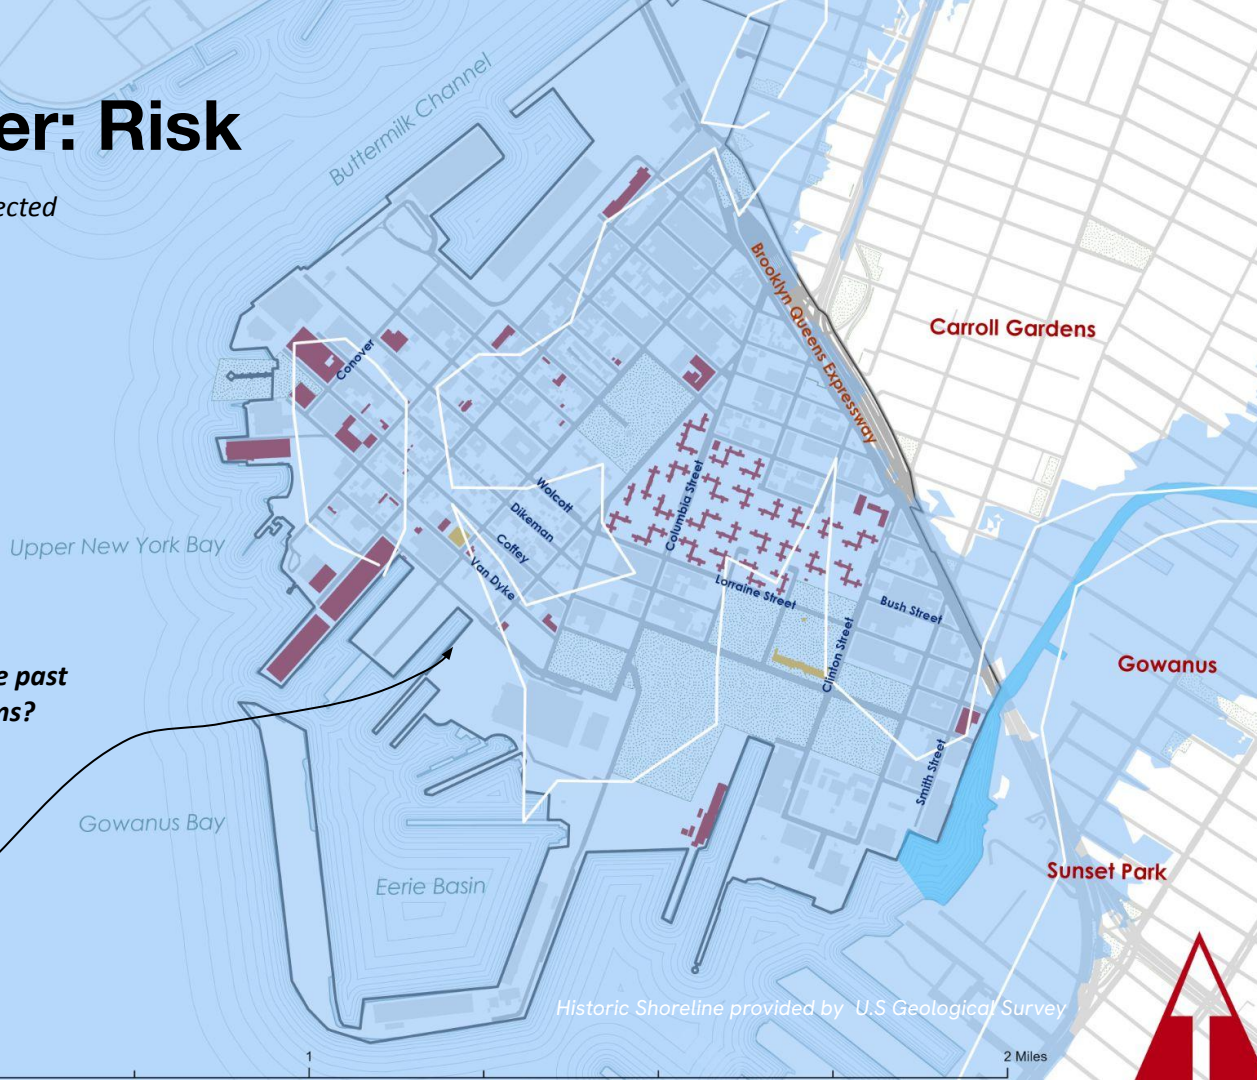 er: Risk
ected
Buttermilk Channel
Brooklyn Queens Expressway
Carroll Gardens
Conover
Columbia Street
Wolcott
Dikeman
Coffey
Van Dyke
Upper New York Bay
Lorraine Street
Bush Street
Clinton Street
Gowanus
e past
ns?
Smith Street
Gowanus Bay
Eerie Basin
Sunset Park
Historic Shoreline provided by U.S Geological Survey
1
2 Miles